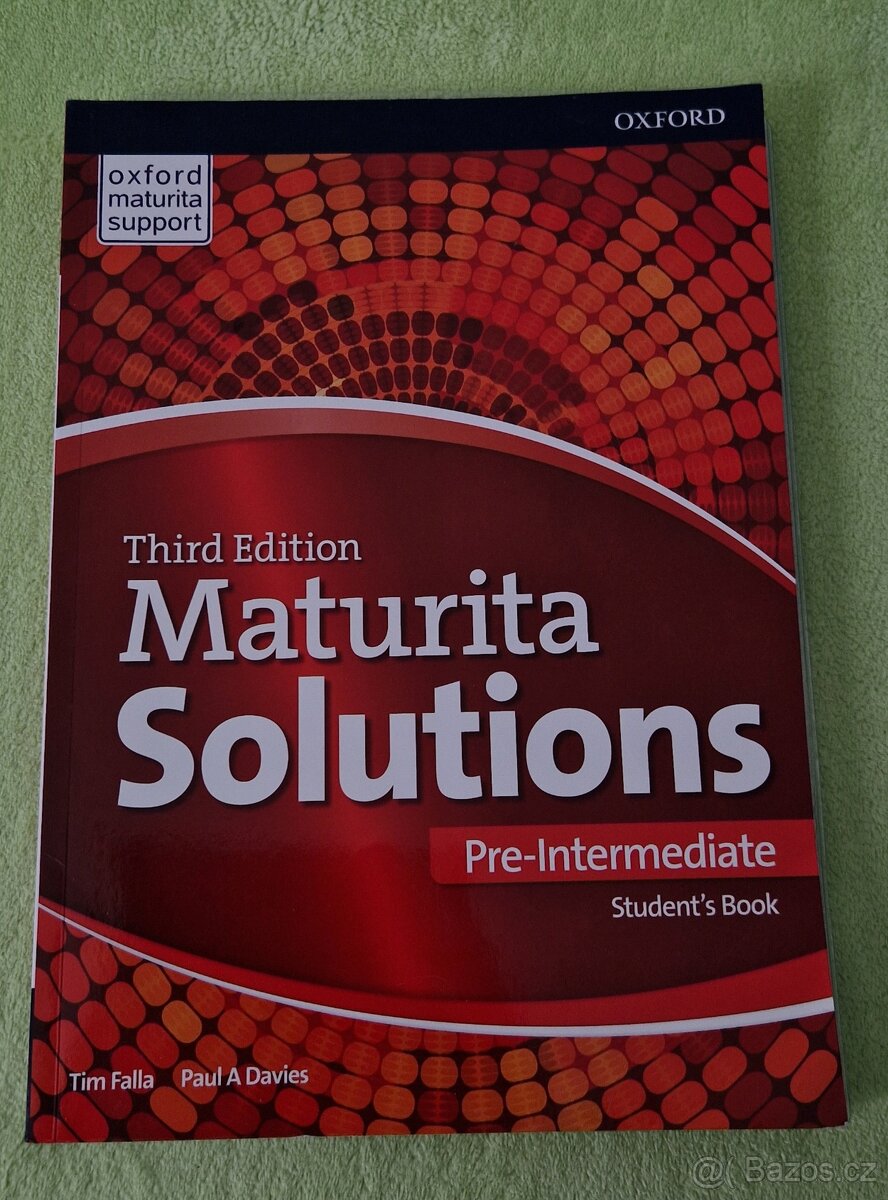 OXFORD
oxford
maturita
support
Third Edition
Maturita
Solutions
Pre-Intermediate
Student's Book
Tim Falla Paul A Davies
@( Bazos.cz